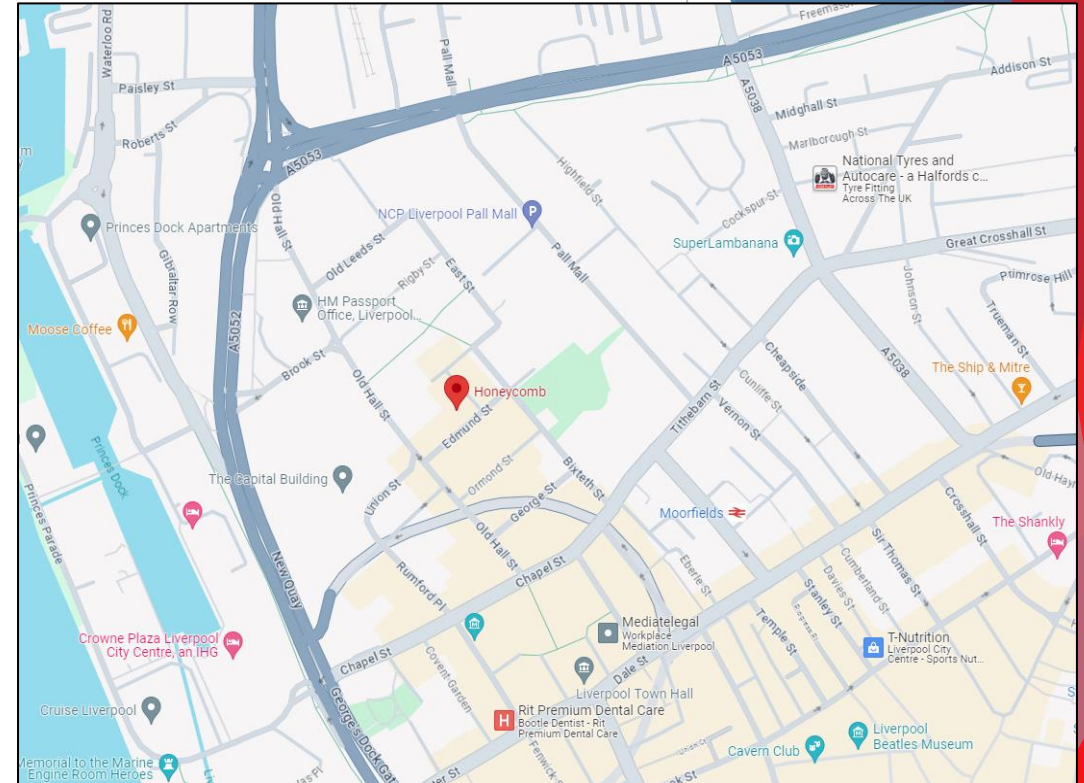 Freemas
Waterloo Rd
Pall Mall
A5053
Addison St
Paisley St
A5038
Midghall St
Roberts St
Marlborough St
A5053
Highfield St
National Tyres and
Autocare - a Halfords c...
Tyre Fitting
Across The UK
Old Hall St
Cockspur St
NCP Liverpool Pall Mall
P
Princes Dock Apartments
Gibraltar Row
Old Leeds St
SuperLambanana
Great Crosshall St
Rigby St
East St
Pall Mall
Johnson St
Primrose Hill
HM Passport
Office, Liverpool...
Trueman St
Moose Coffee
A5052
Brook St
Cheapside
A5038
The Ship & Mitre
Old Hall St
Honeycomb
Cunliffe St
Tithebarn St
Vernon St
Edmund St
Princes Dock
The Capital Building
Ormond St
Bixteth St
Old Hay
Union St
George St
Princes Parade
Moorfields
Crosshall St
The Shankly
Old Hall St
Sir Thomas St
New Quay
Chapel St
Eberle St
Cumberland St
Rumford Pl
Davies St
Stanley St
Mediatelegal
Workplace
Mediation Liverpool
Temple St
T-Nutrition
Liverpool City
Centre - Sports Nut...
Crowne Plaza Liverpool
City Centre, an IHG
Chapel St
Covent Garden
Dale St
Liverpool Town Hall
Cruise Liverpool
George's Dock Gat
H
Rit Premium Dental Care
Bootle Dentist - Rit
Premium Dental Care
Fenwick
Liverpool
Beatles Museum
Cavern Club
Memorial to the Marine
Engine Room Heroes